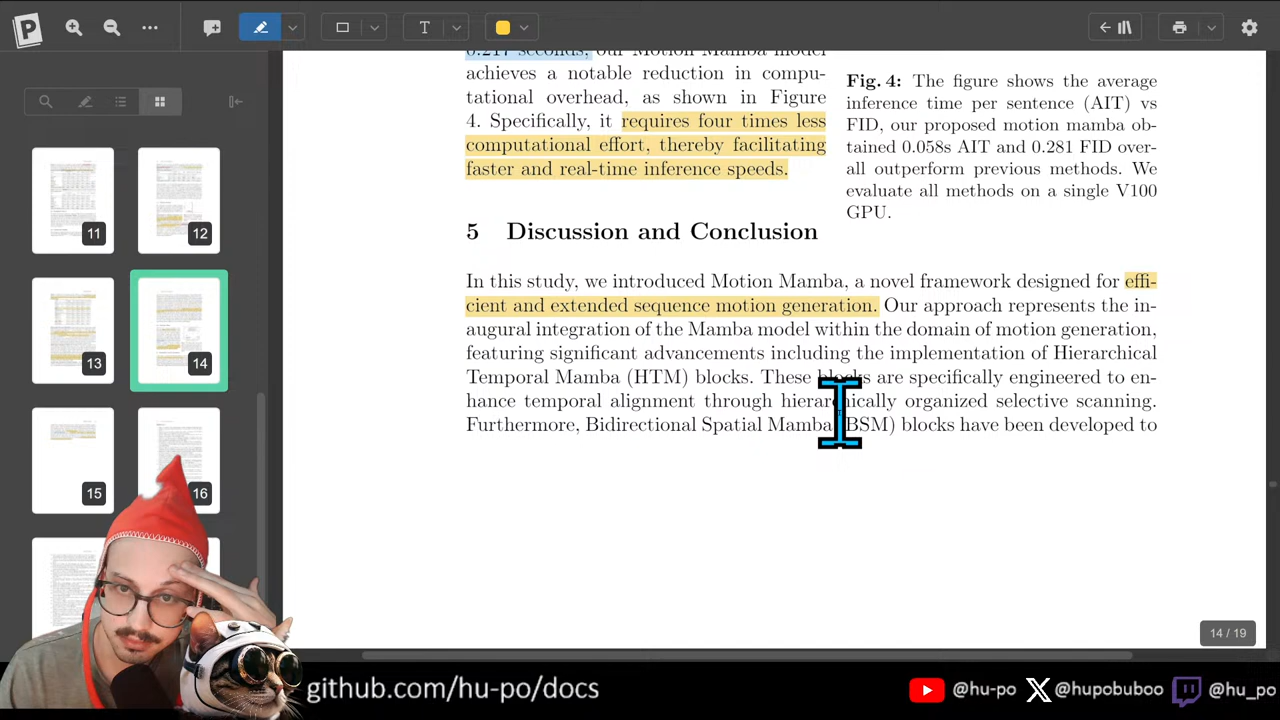 11
12
13
14
15
16
0.217 seconds, our Motion Mamba model
achieves a notable reduction in compu-
tational overhead, as shown in Figure
4. Specifically, it requires four times less
computational effort, thereby facilitating
faster and real-time inference speeds.
Fig. 4: The figure shows the average
inference time per sentence (AIT) vs
FID, our proposed motion mamba ob-
tained 0.058s AIT and 0.281 FID over-
all outperform previous methods. We
evaluate all methods on a single V100
GPU.
5 Discussion and Conclusion
In this study, we introduced Motion Mamba, a novel framework designed for effi-
cient and extended sequence motion generation. Our approach represents the in-
augural integration of the Mamba model within the domain of motion generation,
featuring significant advancements including the implementation of Hierarchical
Temporal Mamba (HTM) blocks. These blocks are specifically engineered to en-
hance temporal alignment through hierarchically organized selective scanning.
Furthermore, Bidirectional Spatial Mamba (BSM) blocks have been developed to
14 / 19
github.com/hu-po/docs
@hu-po
@hupobuboo
@hu_po